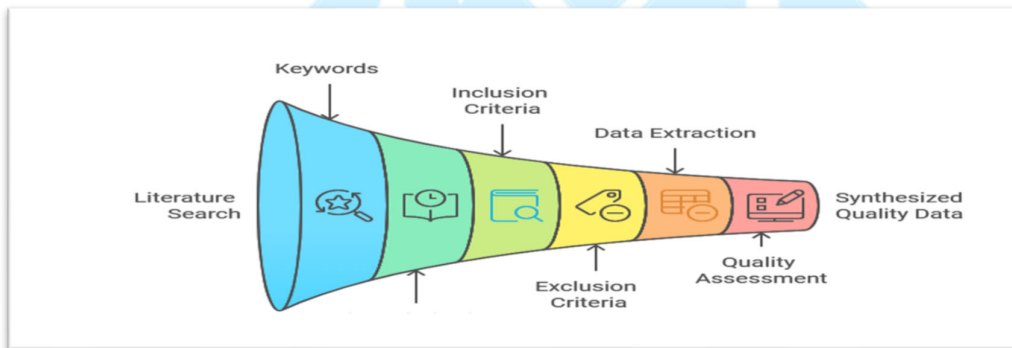 Keywords
Inclusion
Criteria
Data Extraction
Literature
Search
Synthesized
Quality Data
Exclusion
Criteria
Quality
Assessment